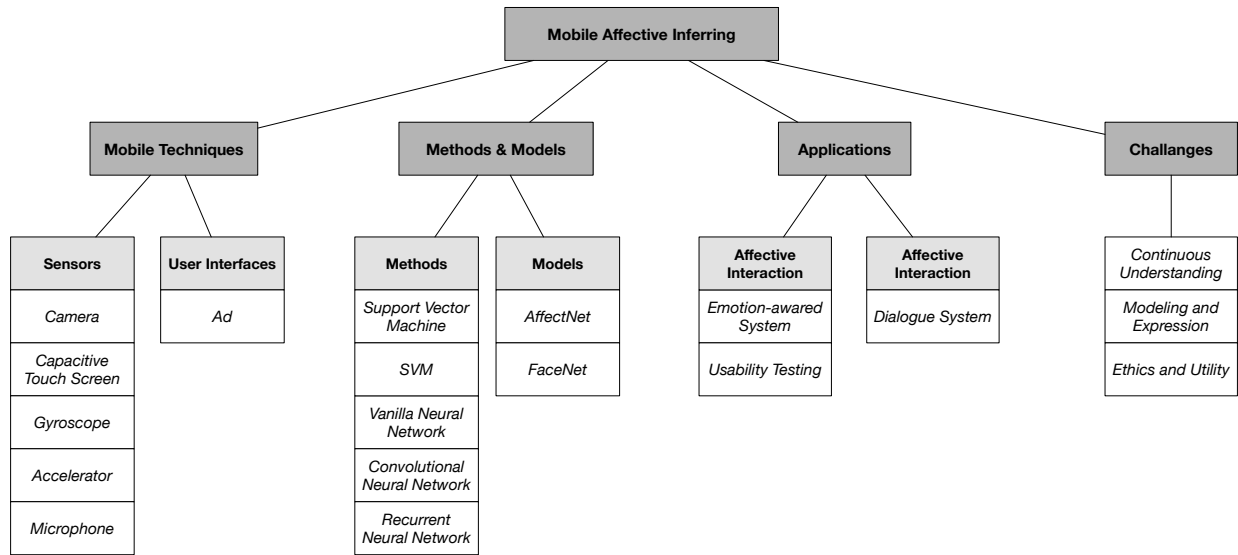 Mobile Affective Inferring
Mobile Techniques
Methods & Models
Applications
Challanges
Sensors
Camera
Capacitive
Touch Screen
Gyroscope
Accelerator
Microphone
User Interfaces
Ad
Methods
Support Vector
Machine
SVM
Vanilla Neural
Network
Convolutional
Neural Network
Recurrent
Neural Network
Models
AffectNet
FaceNet
Affective
Interaction
Emotion-awared
System
Usability Testing
Affective
Interaction
Dialogue System
Continuous
Understanding
Modeling and
Expression
Ethics and Utility